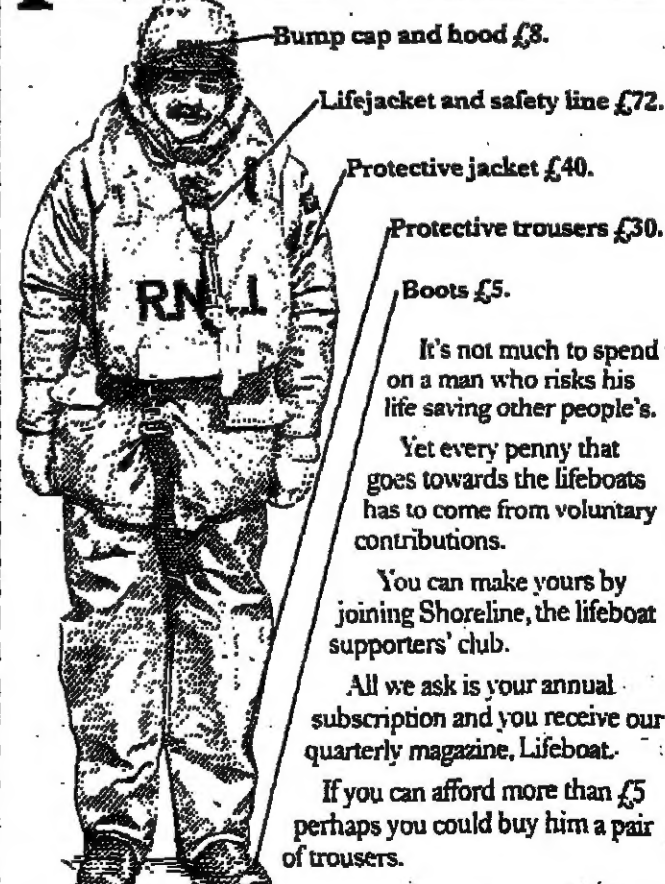 Bump cap and hood £8.
Lifejacket and safety line £72.
Protective jacket £40.
Protective trousers £30.
Boots £5.
R.N.L.I.
It's not much to spend
on a man who risks his
life saving other people's.
Yet every penny that
goes towards the lifeboats
has to come from voluntary
contributions.
You can make yours by
joining Shoreline, the lifeboat
supporters' club.
All we ask is your annual
subscription and you receive our
quarterly magazine, Lifeboat.
If you can afford more than £5
perhaps you could buy him a pair
of trousers.